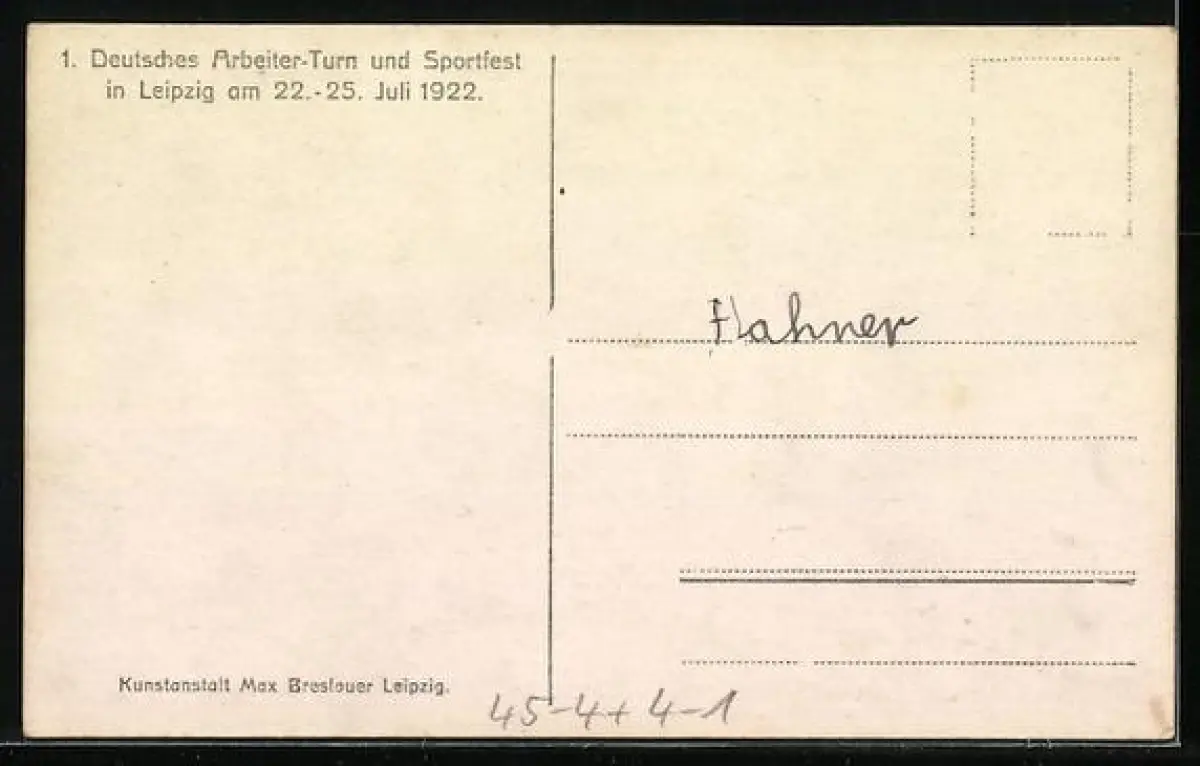 1. Deutsches Arbeiter-Turn und Sportfest
in Leipzig am 22.-25. Juli 1922.
Hahner
Kunstanstalt Max Breslauer Leipzig.
45-4+4-1